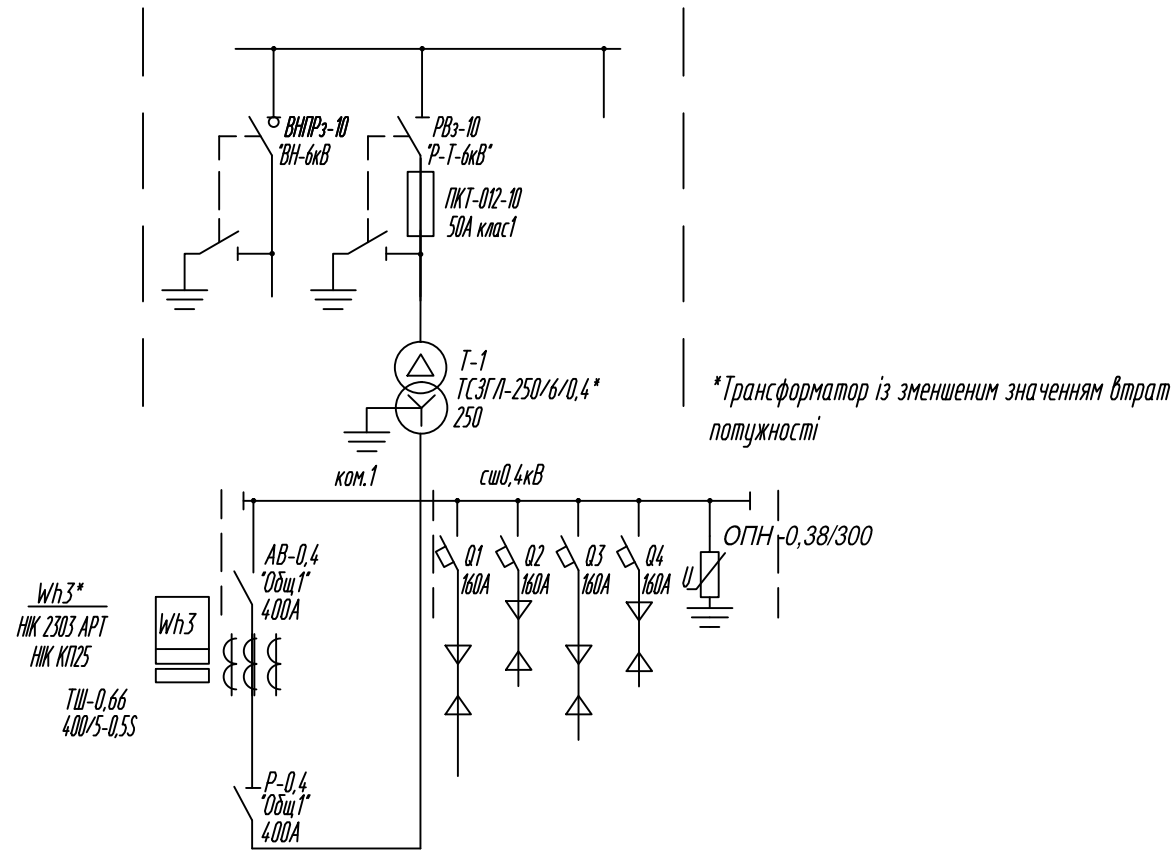 ВНПРз-10
"ВН-6кВ
РВз-10
"Р-Т-6кВ"
ПКТ-012-10
50А клас1
Т-1
ТСЗГЛ-250/6/0,4*
250
*Трансформатор із зменшеним значенням втрат
потужності
ком.1
сш0,4кВ
АВ-0,4
"Общ1"
400А
Q1
160А
Q2
160А
Q3
160А
Q4
160А
ОПН-0,38/300
U
Wh3*
НІК 2303 АРТ
НІК КП25
Wh3
ТШ-0,66
400/5-0,5S
Р-0,4
"Общ1"
400А